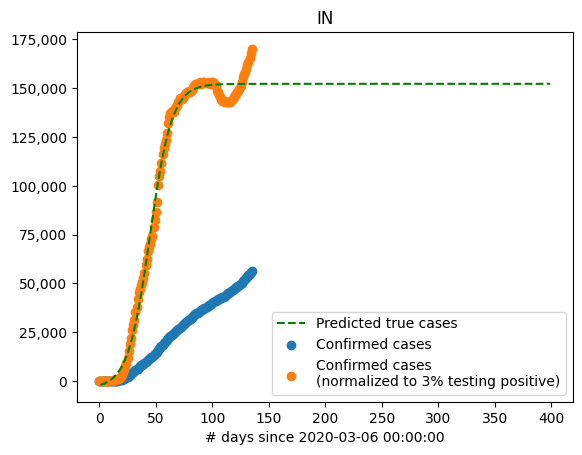 IN
175,000
150,000
125,000
100,000
75,000
50,000
25,000
0
0
50
100
150
200
250
300
350
400
# days since 2020-03-06 00:00:00
Predicted true cases
Confirmed cases
Confirmed cases
(normalized to 3% testing positive)